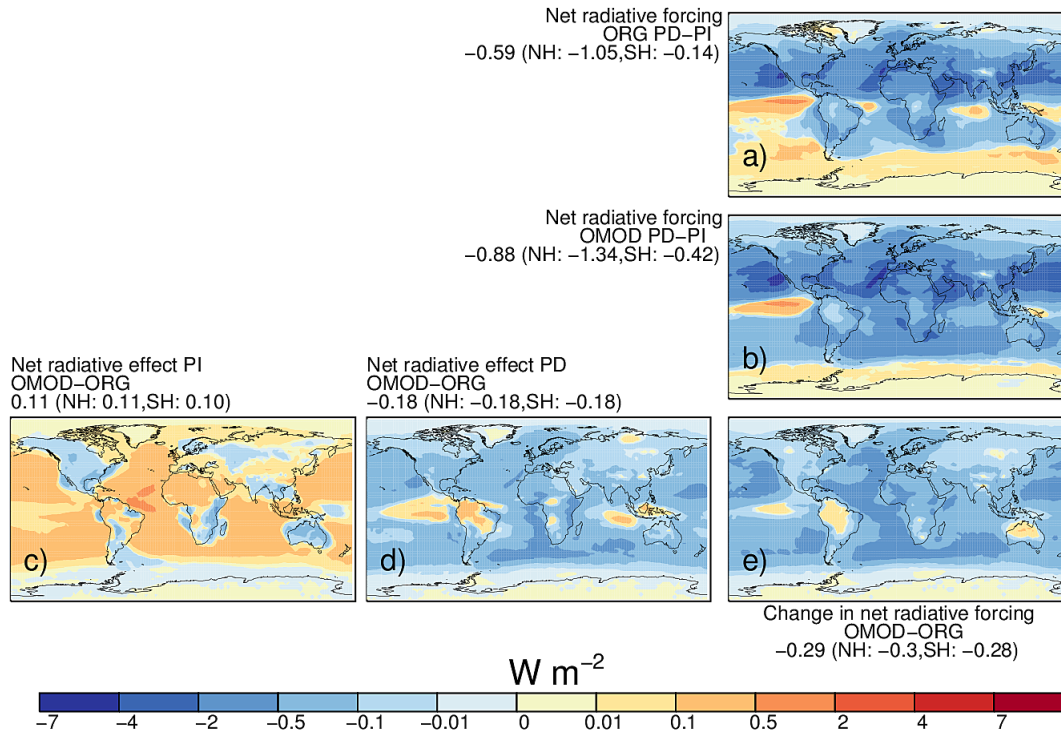 Net radiative forcing
ORG PD−PI
−0.59 (NH: −1.05,SH: −0.14)
a)
Net radiative forcing
OMOD PD−PI
−0.88 (NH: −1.34,SH: −0.42)
b)
Net radiative effect PI
OMOD−ORG
0.11 (NH: 0.11,SH: 0.10)
c)
Net radiative effect PD
OMOD−ORG
−0.18 (NH: −0.18,SH: −0.18)
d)
e)
Change in net radiative forcing
OMOD−ORG
−0.29 (NH: −0.3,SH: −0.28)
W m−2
−7 −4 −2 −0.5 −0.1 −0.01 0 0.01 0.1 0.5 2 4 7